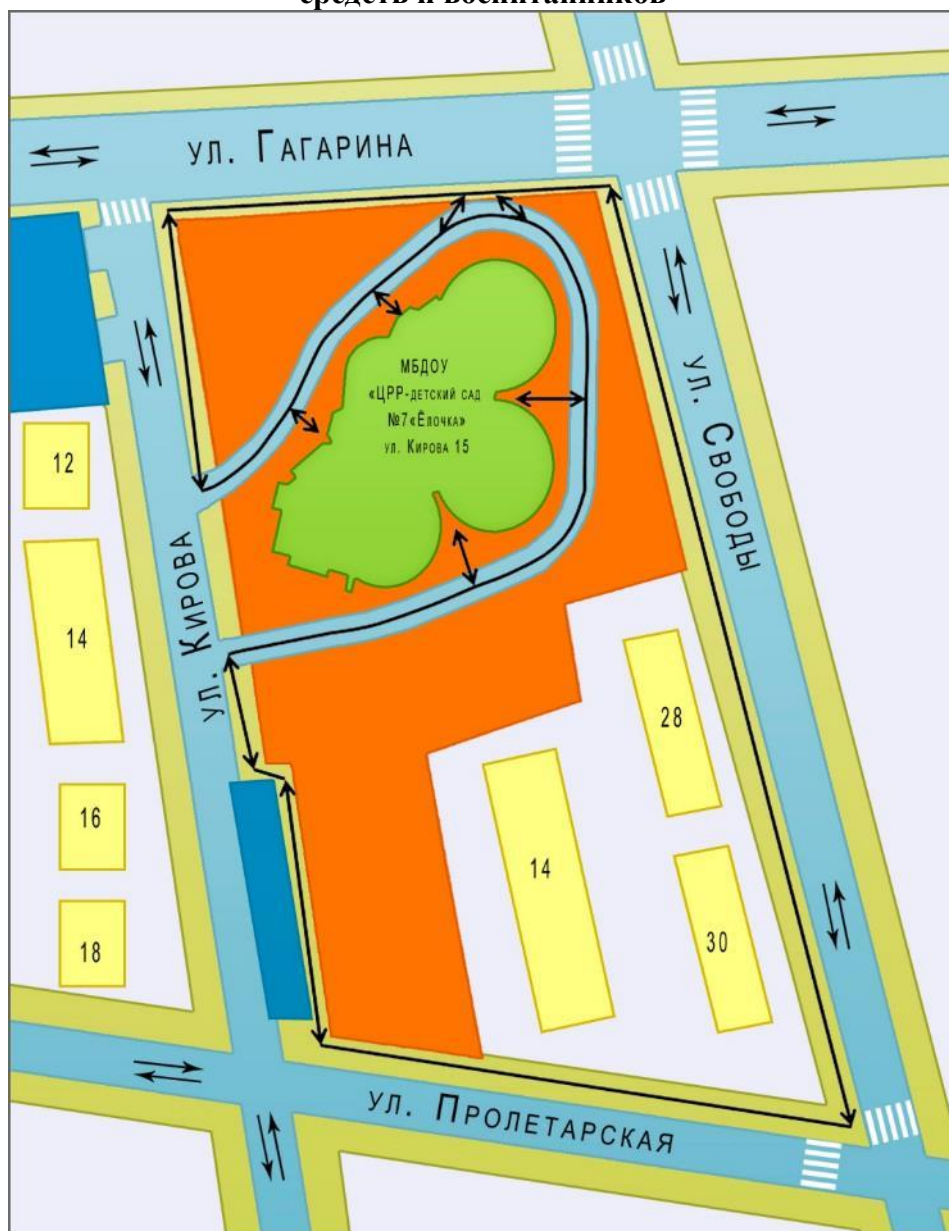 средств и воспитанников
ул. Гагарина
МБДОУ
«ЦРР-детский сад
№7«Ёлочка»
ул. Кирова 15
ул. Свободы
12
14
ул. Кирова
28
16
14
18
30
ул. Пролетарская